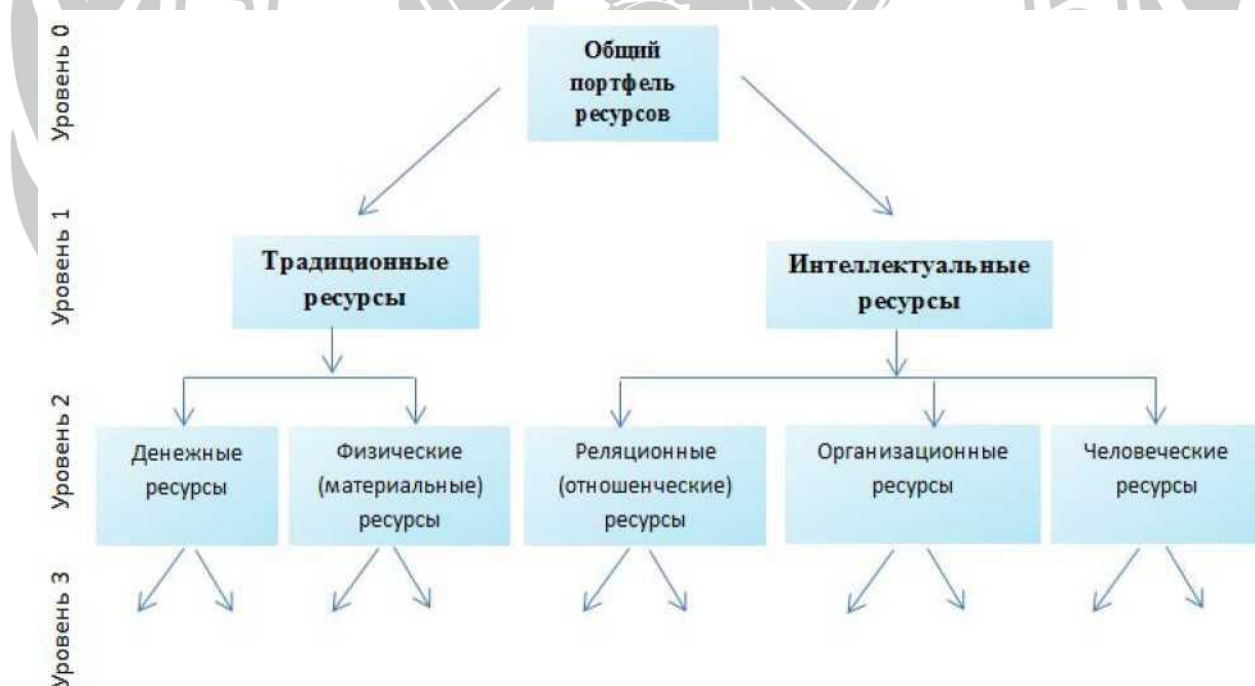 Уровень 0
Общий
портфель
ресурсов
Уровень 1
Традиционные
ресурсы
Интеллектуальные
ресурсы
Уровень 2
Денежные
ресурсы
Физические
(материальные)
ресурсы
Реляционные
(отношенческие)
ресурсы
Организационные
ресурсы
Человеческие
ресурсы
Уровень 3